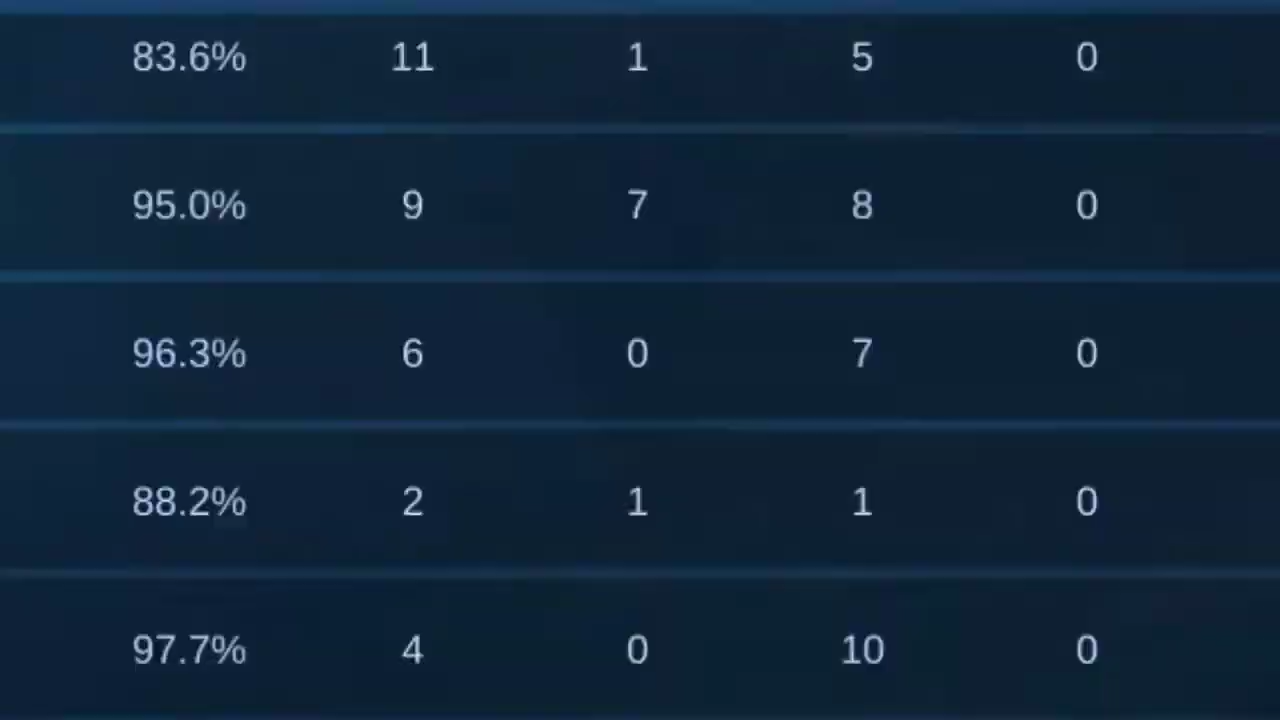 83.6% 11 1 5 0
95.0% 9 7 8 0
96.3% 6 0 7 0
88.2% 2 1 1 0
97.7% 4 0 10 0